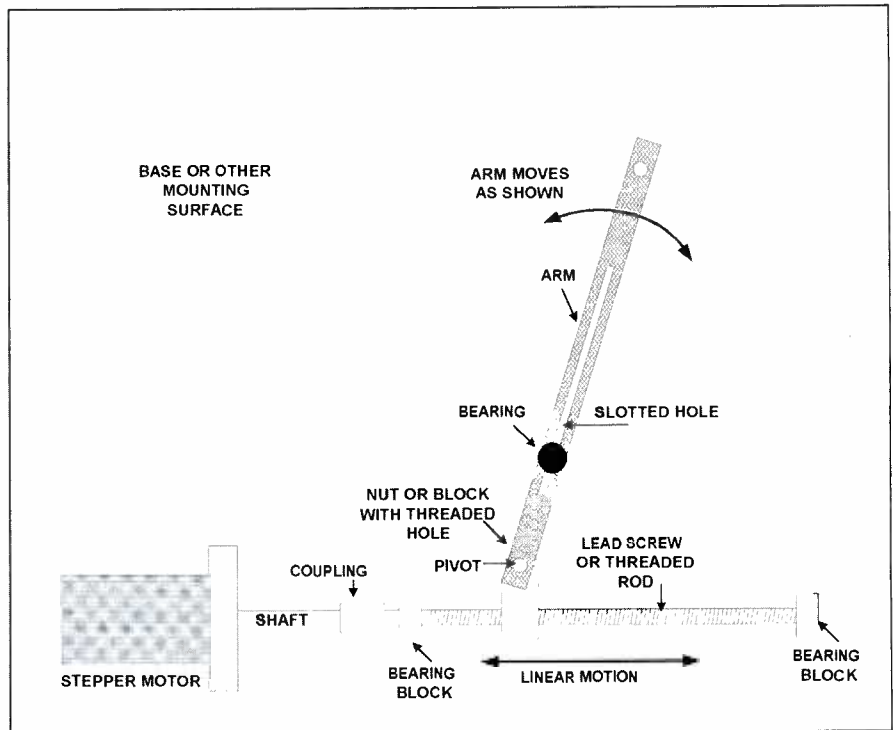 BASE OR OTHER
MOUNTING
SURFACE
ARM MOVES
AS SHOWN
ARM
BEARING
SLOTTED HOLE
NUT OR BLOCK
WITH THREADED
HOLE
PIVOT
LEAD SCREW
OR THREADED
ROD
COUPLING
SHAFT
STEPPER MOTOR
BEARING
BLOCK
LINEAR MOTION
BEARING
BLOCK